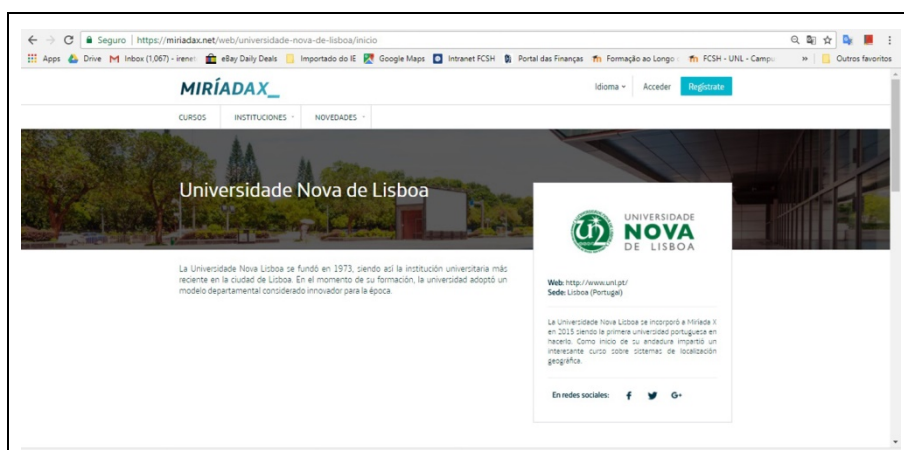 Seguro | https://miriadax.net/web/universidade-nova-de-lisboa/inicio
Apps Drive Inbox (1,067) - irene eBay Daily Deals Importado do IE Google Maps Intranet FCSH Portal das Finanças Formação ao Longo FCSH - UNL - Campu » Outros favoritos
MIRÍADAX_
Idioma Acceder Regístrate
CURSOS INSTITUCIONES NOVEDADES
Universidade Nova de Lisboa
UNIVERSIDADE
NOVA
DE LISBOA
La Universidade Nova Lisboa se fundó en 1973, siendo así la institución universitaria más
reciente en la ciudad de Lisboa. En el momento de su formación, la universidad adoptó un
modelo departamental considerado innovador para la época.
Web: http://www.unl.pt/
Sede: Lisboa (Portugal)
La Universidade Nova Lisboa se incorporó a Miríada X
en 2015 siendo la primera universidad portuguesa en
hacerlo. Como inicio de su andadura impartió un
interesante curso sobre sistemas de localización
geográfica.
En redes sociales: f G+